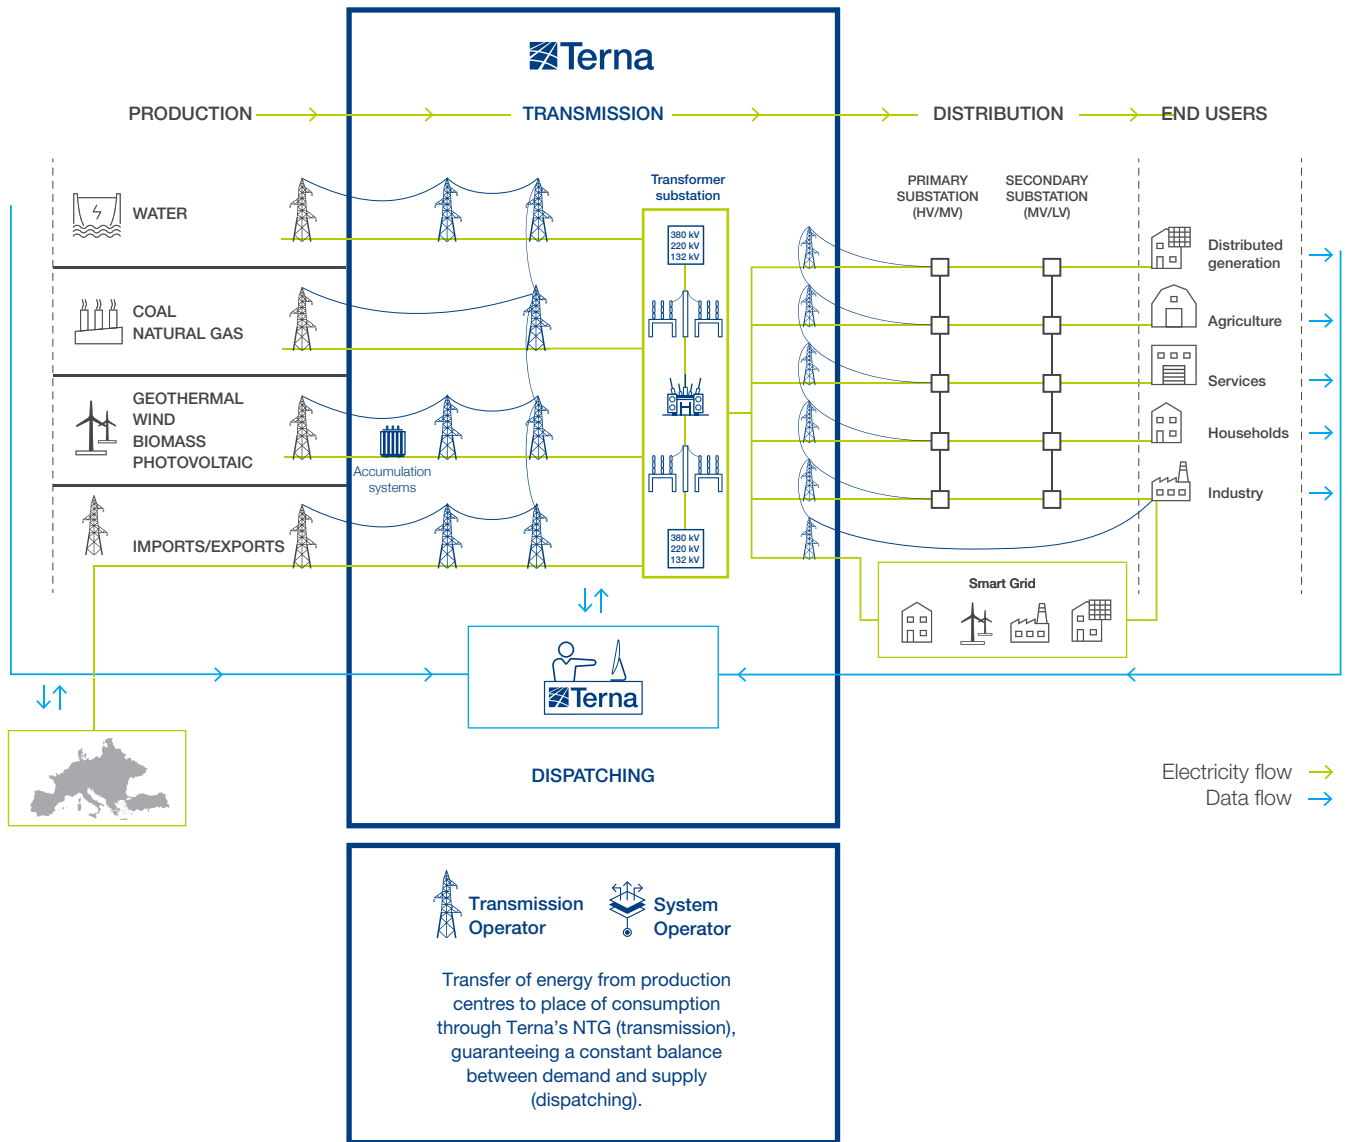 Terna
PRODUCTION
TRANSMISSION
DISTRIBUTION
END USERS
WATER
COAL
NATURAL GAS
GEOTHERMAL
WIND
BIOMASS
PHOTOVOLTAIC
IMPORTS/EXPORTS
Accumulation
systems
Transformer
substation
380 kV
220 kV
132 kV
380 kV
220 kV
132 kV
PRIMARY
SUBSTATION
(HV/MV)
SECONDARY
SUBSTATION
(MV/LV)
Distributed
generation
Agriculture
Services
Households
Industry
Smart Grid
Terna
DISPATCHING
Electricity flow
Data flow
Transmission
Operator
System
Operator
Transfer of energy from production
centres to place of consumption
through Terna’s NTG (transmission),
guaranteeing a constant balance
between demand and supply
(dispatching).